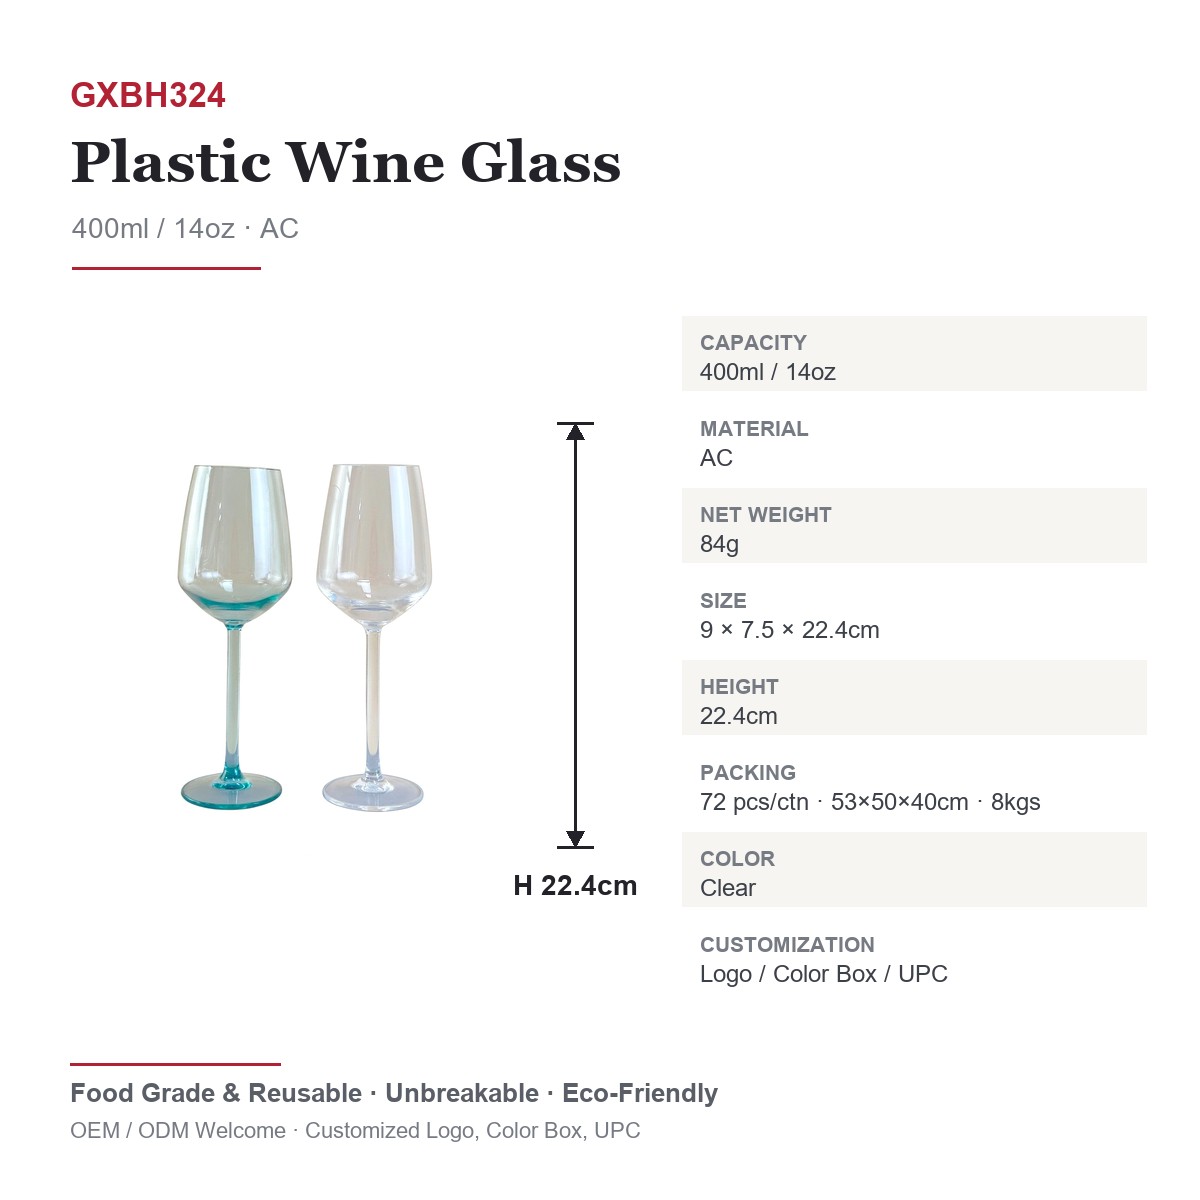 GXBH324
Plastic Wine Glass
400ml / 14oz · AC
CAPACITY
400ml / 14oz
MATERIAL
AC
NET WEIGHT
84g
SIZE
9 × 7.5 × 22.4cm
HEIGHT
22.4cm
PACKING
72 pcs/ctn · 53×50×40cm · 8kgs
COLOR
Clear
CUSTOMIZATION
Logo / Color Box / UPC
H 22.4cm
Food Grade & Reusable · Unbreakable · Eco-Friendly
OEM / ODM Welcome · Customized Logo, Color Box, UPC